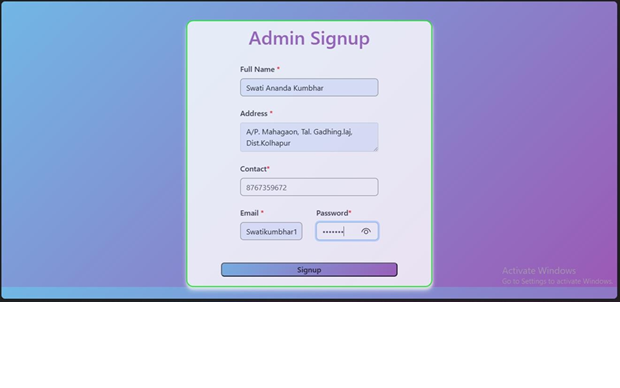 Admin Signup
Full Name *
Swati Ananda Kumbhar
Address *
A/P. Mahagaon, Tal. Gadhing.laj,
Dist.Kolhapur
Contact*
8767359672
Email * Password*
Swatikumbhar1 •••••••
Signup
Activate Windows
Go to Settings to activate Windows.